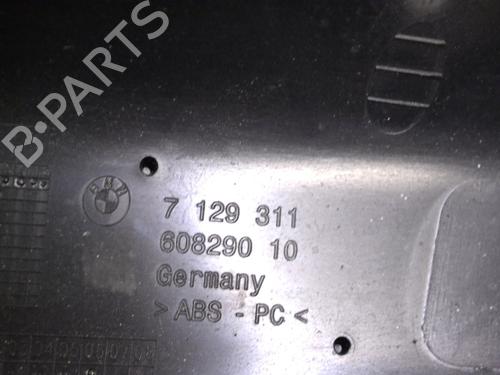 B-PARTS
BMW
7 129 311
608290 10
Germany
> ABS - PC <